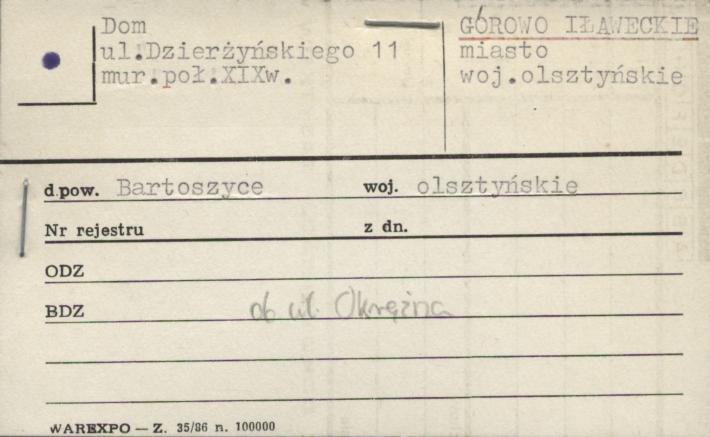 Dom
ul.Dzierżyńskiego 11
mur.poł.XIXw.
GÓROWO IŁAWECKIE
miasto
woj.olsztyńskie
d.pow. Bartoszyce woj. olsztyńskie
Nr rejestru z dn.
ODZ
BDZ ob ul. Okrężna
WAREXPO — Z. 35/86 n. 100000